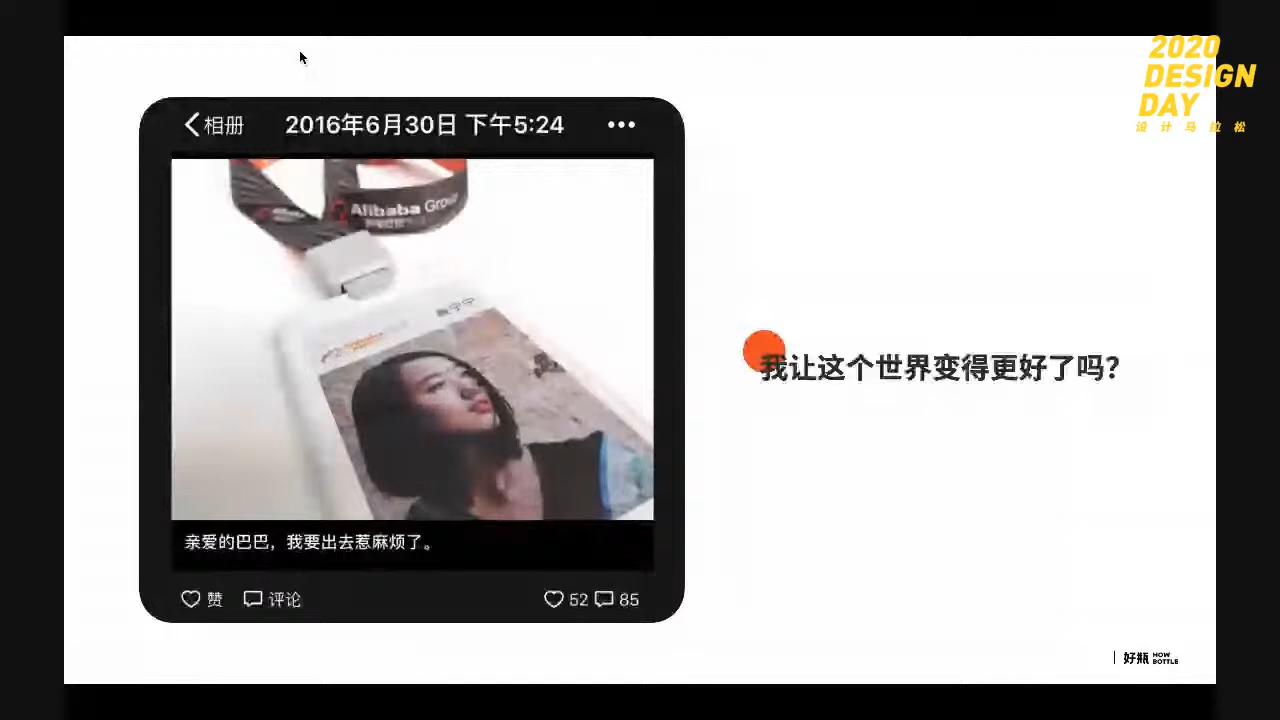 2020
DESIGN
DAY
设计马拉松
相册
2016年6月30日 下午5:24
Alibaba Group
我让这个世界变得更好了吗？
亲爱的巴巴，我要出去惹麻烦了。
赞
评论
52
85
好瓶 HOW
BOTTLE